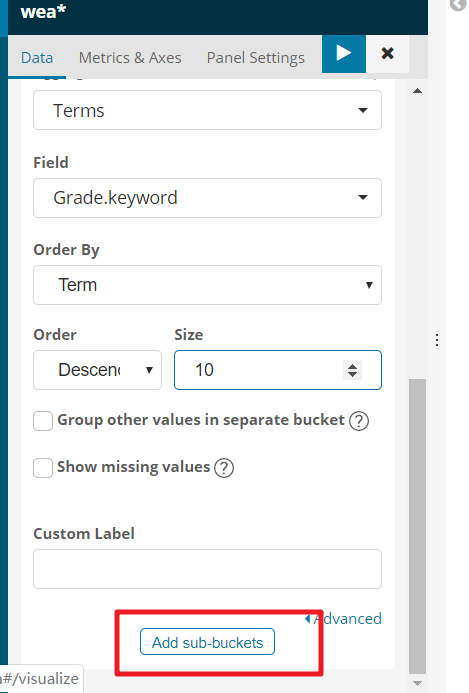 wea*
Data Metrics & Axes Panel Settings
Terms
Field
Grade.keyword
Order By
Term
Order Size
Descen 10
Group other values in separate bucket ?
Show missing values ?
Custom Label
Advanced
Add sub-buckets
a#/visualize